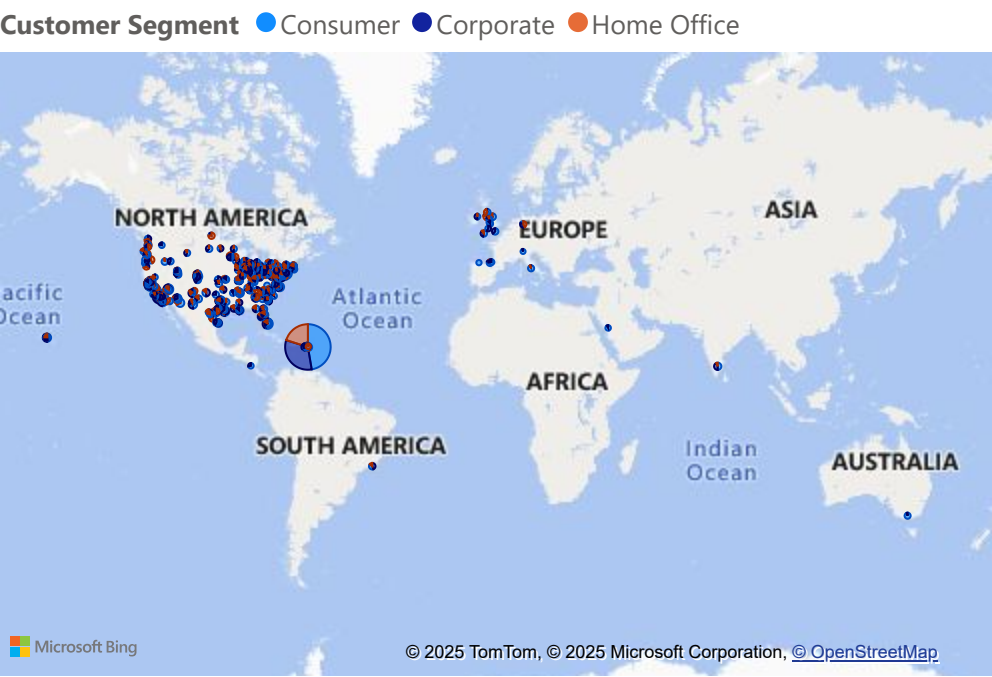 Customer Segment Consumer Corporate Home Office
NORTH AMERICA
ASIA
EUROPE
acific
Ocean
Atlantic
Ocean
AFRICA
SOUTH AMERICA
Indian
Ocean
AUSTRALIA
Microsoft Bing
© 2025 TomTom, © 2025 Microsoft Corporation, © OpenStreetMap